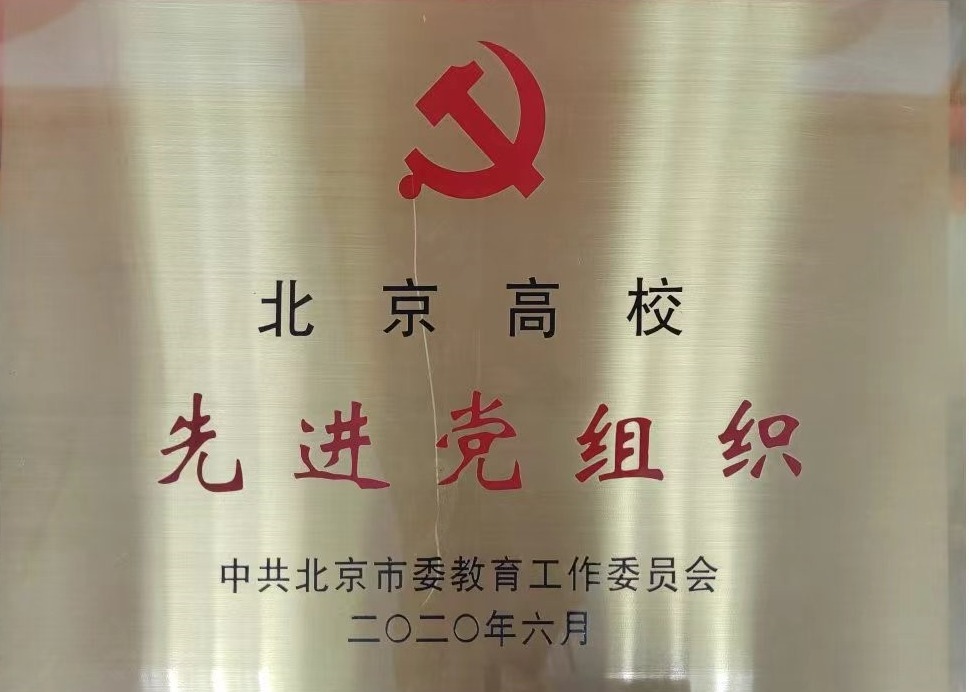 北京高校
先进党组织
中共北京市委教育工作委员会
二〇二〇年六月